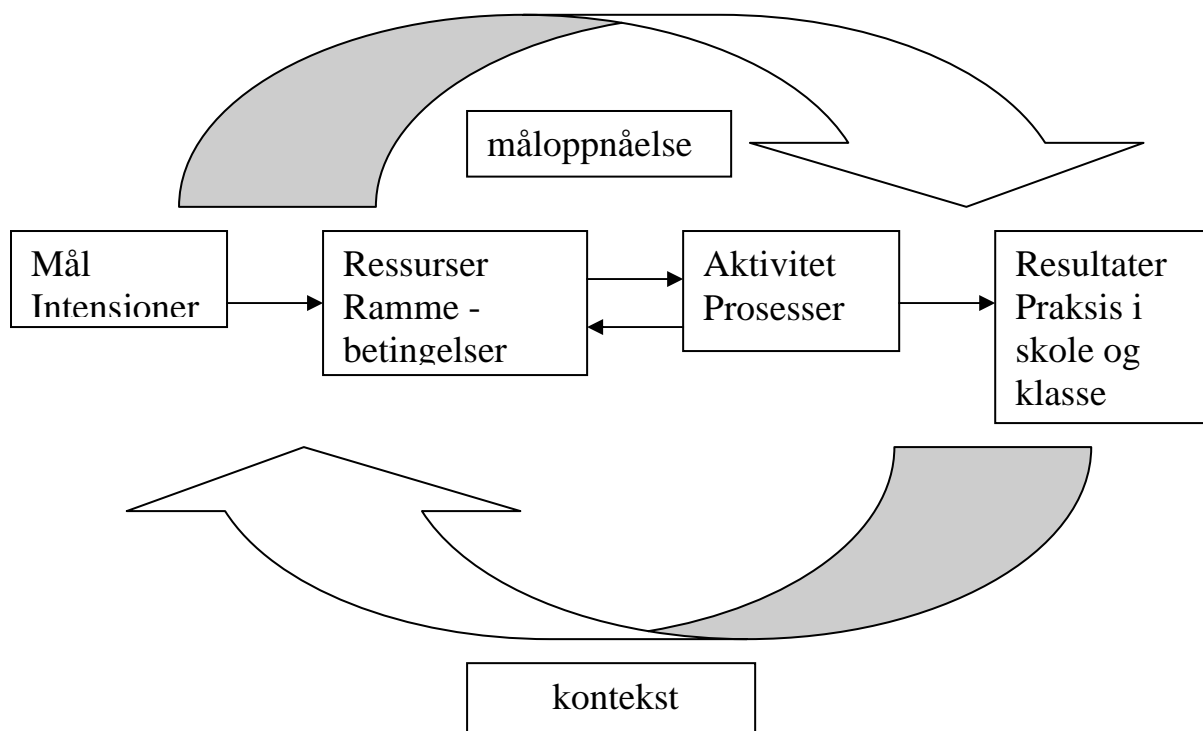 måloppnåelse
Mål
Intensioner
Ressurser
Ramme -
betingelser
Aktivitet
Prosesser
Resultater
Praksis i
skole og
klasse
kontekst